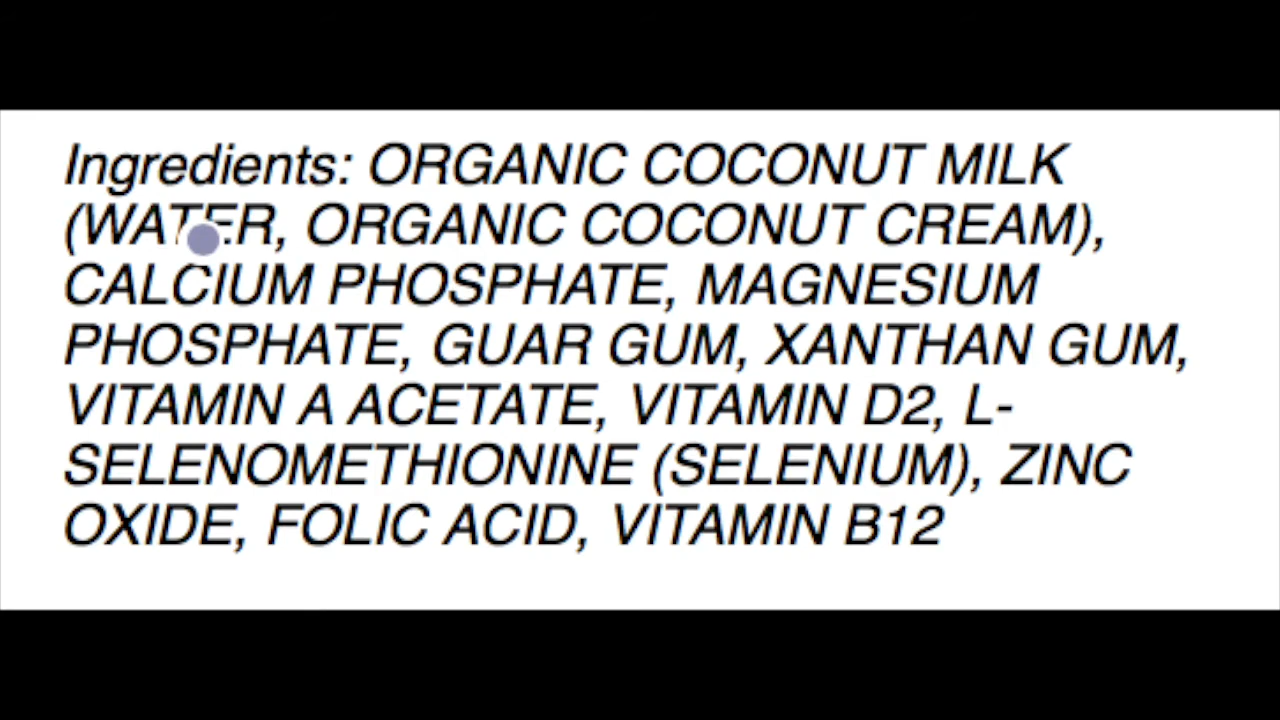 Ingredients: ORGANIC COCONUT MILK
(WATER, ORGANIC COCONUT CREAM),
CALCIUM PHOSPHATE, MAGNESIUM
PHOSPHATE, GUAR GUM, XANTHAN GUM,
VITAMIN A ACETATE, VITAMIN D2, L-
SELENOMETHIONINE (SELENIUM), ZINC
OXIDE, FOLIC ACID, VITAMIN B12